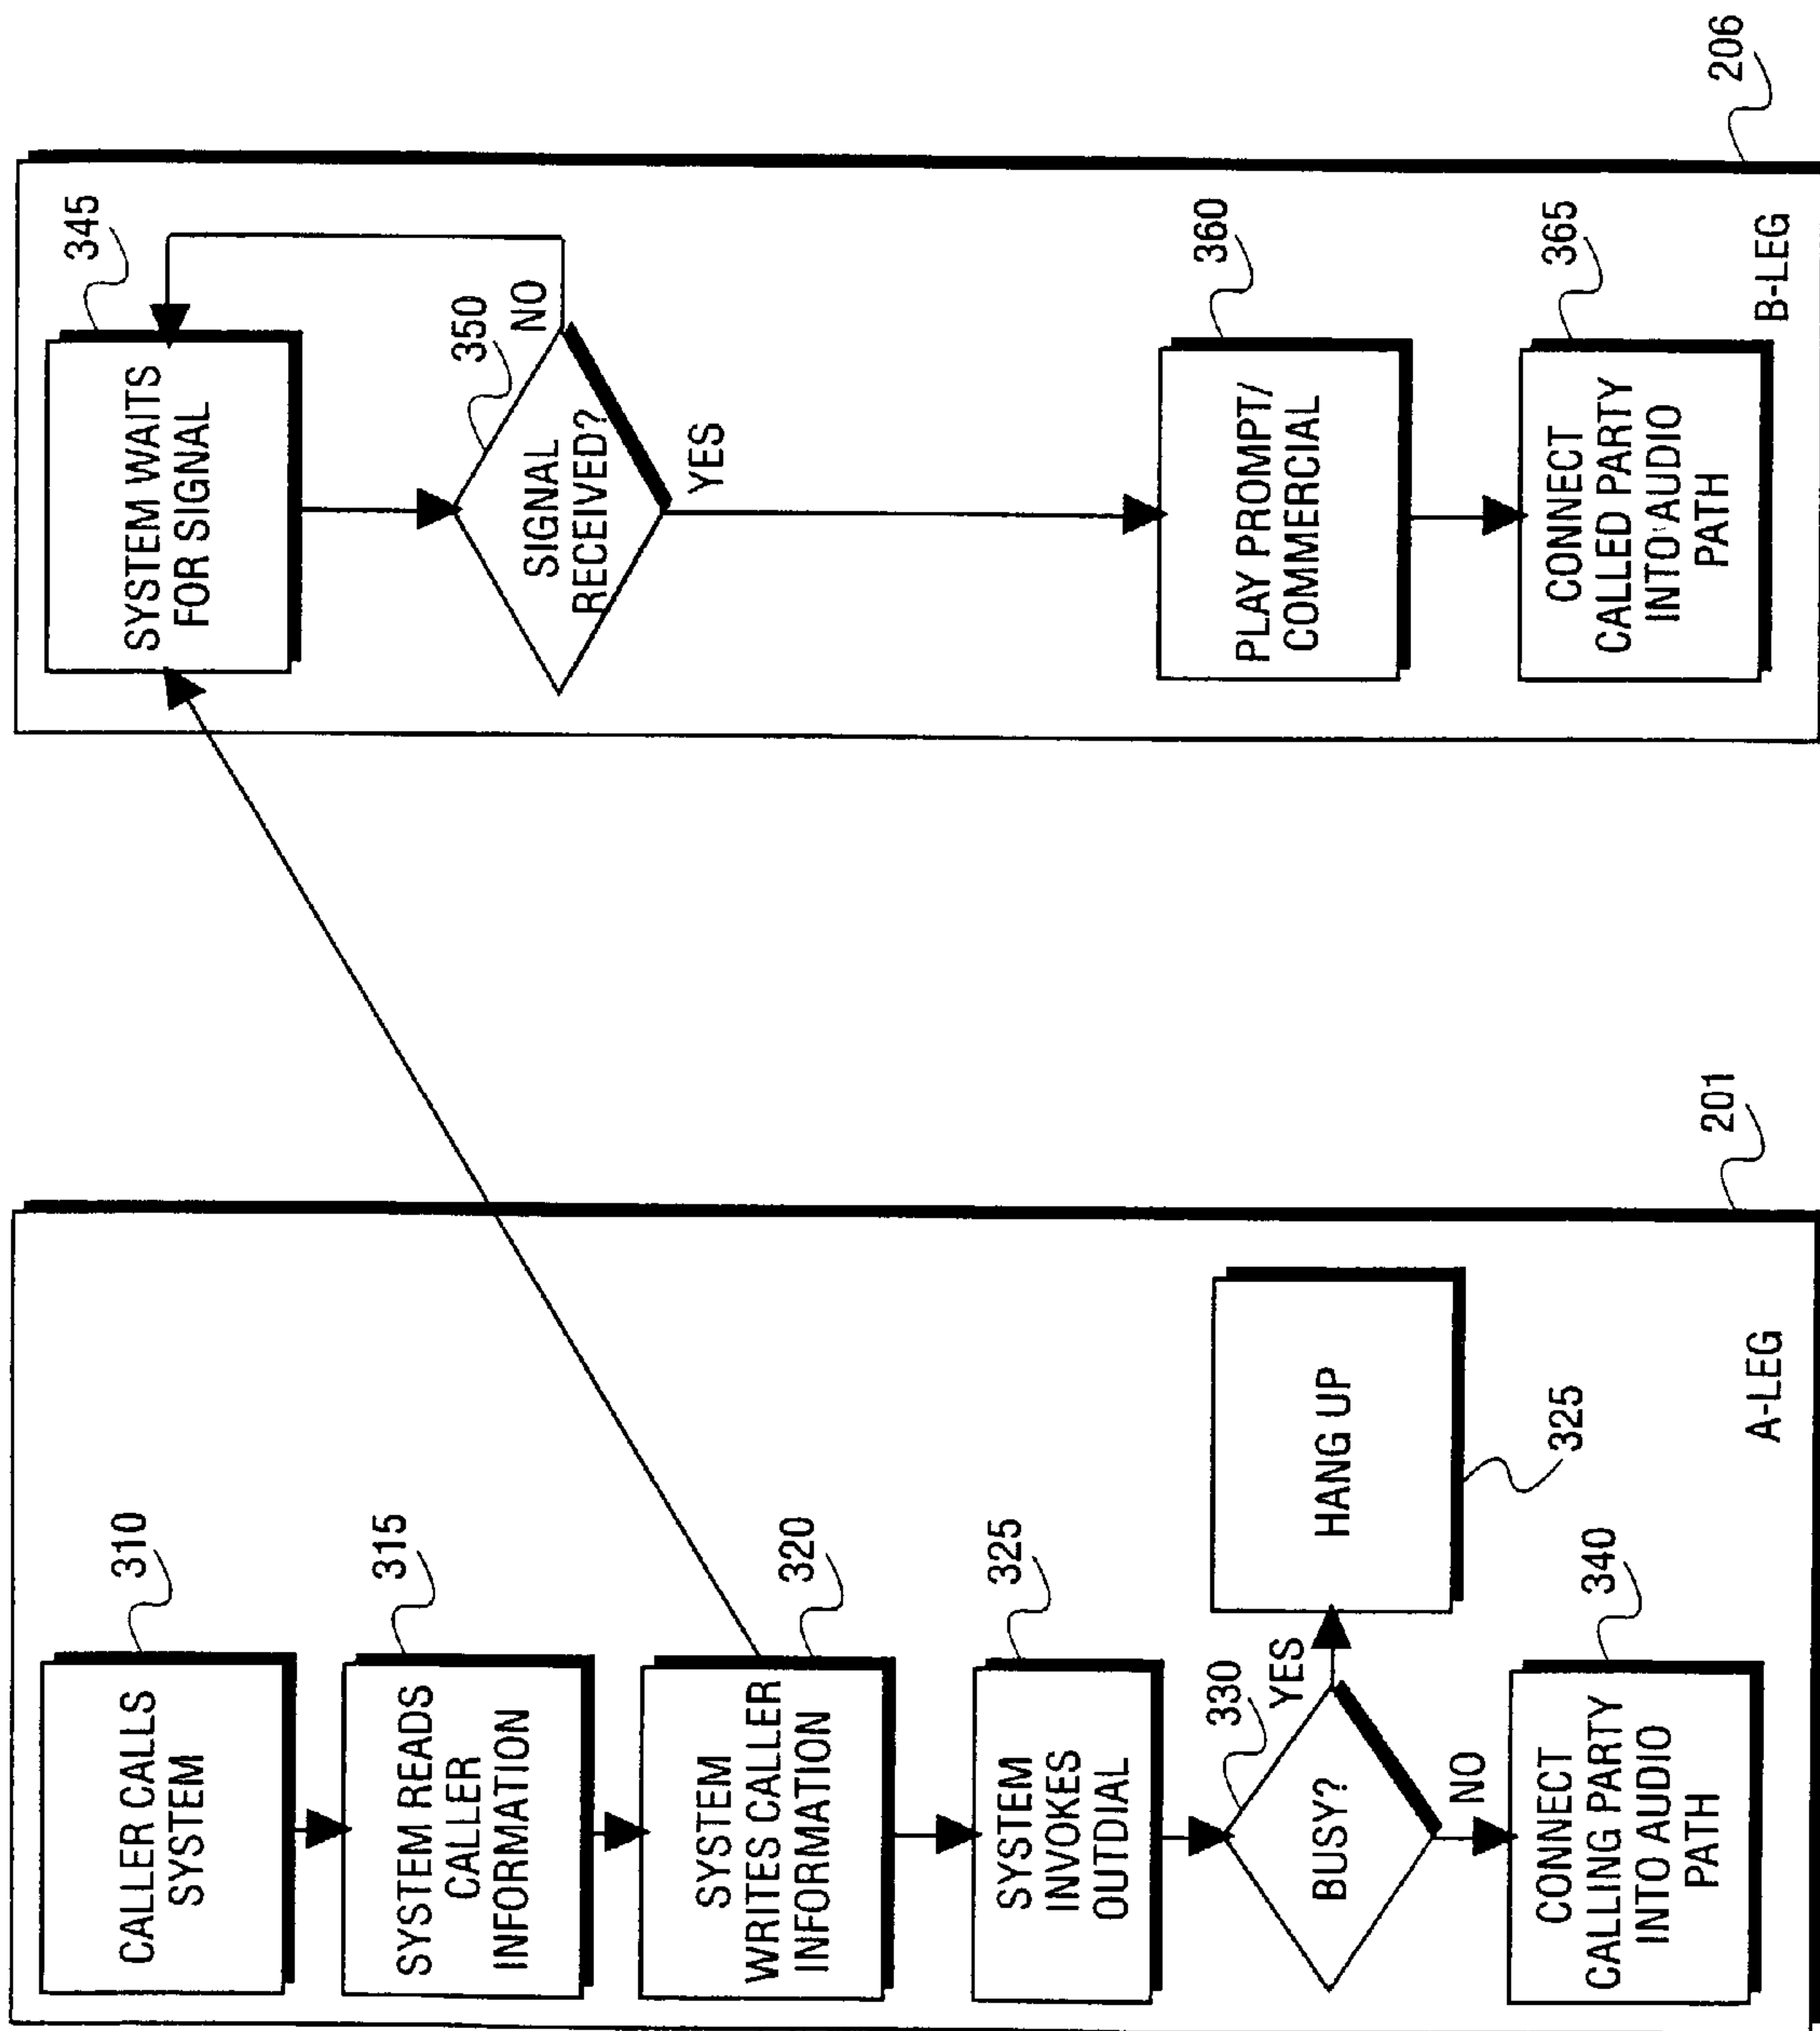 310
CALLER CALLS
SYSTEM
315
SYSTEM READS
CALLER
INFORMATION
320
SYSTEM
WRITES CALLER
INFORMATION
325
SYSTEM
INVOKES
OUTDIAL
330
BUSY?
YES
HANG UP
325
NO
340
CONNECT
CALLING PARTY
INTO AUDIO
PATH
A-LEG
201
345
SYSTEM WAITS
FOR SIGNAL
350
SIGNAL
RECEIVED?
NO
YES
360
PLAY PROMPT/
COMMERCIAL
365
CONNECT
CALLED PARTY
INTO AUDIO
PATH
B-LEG
206